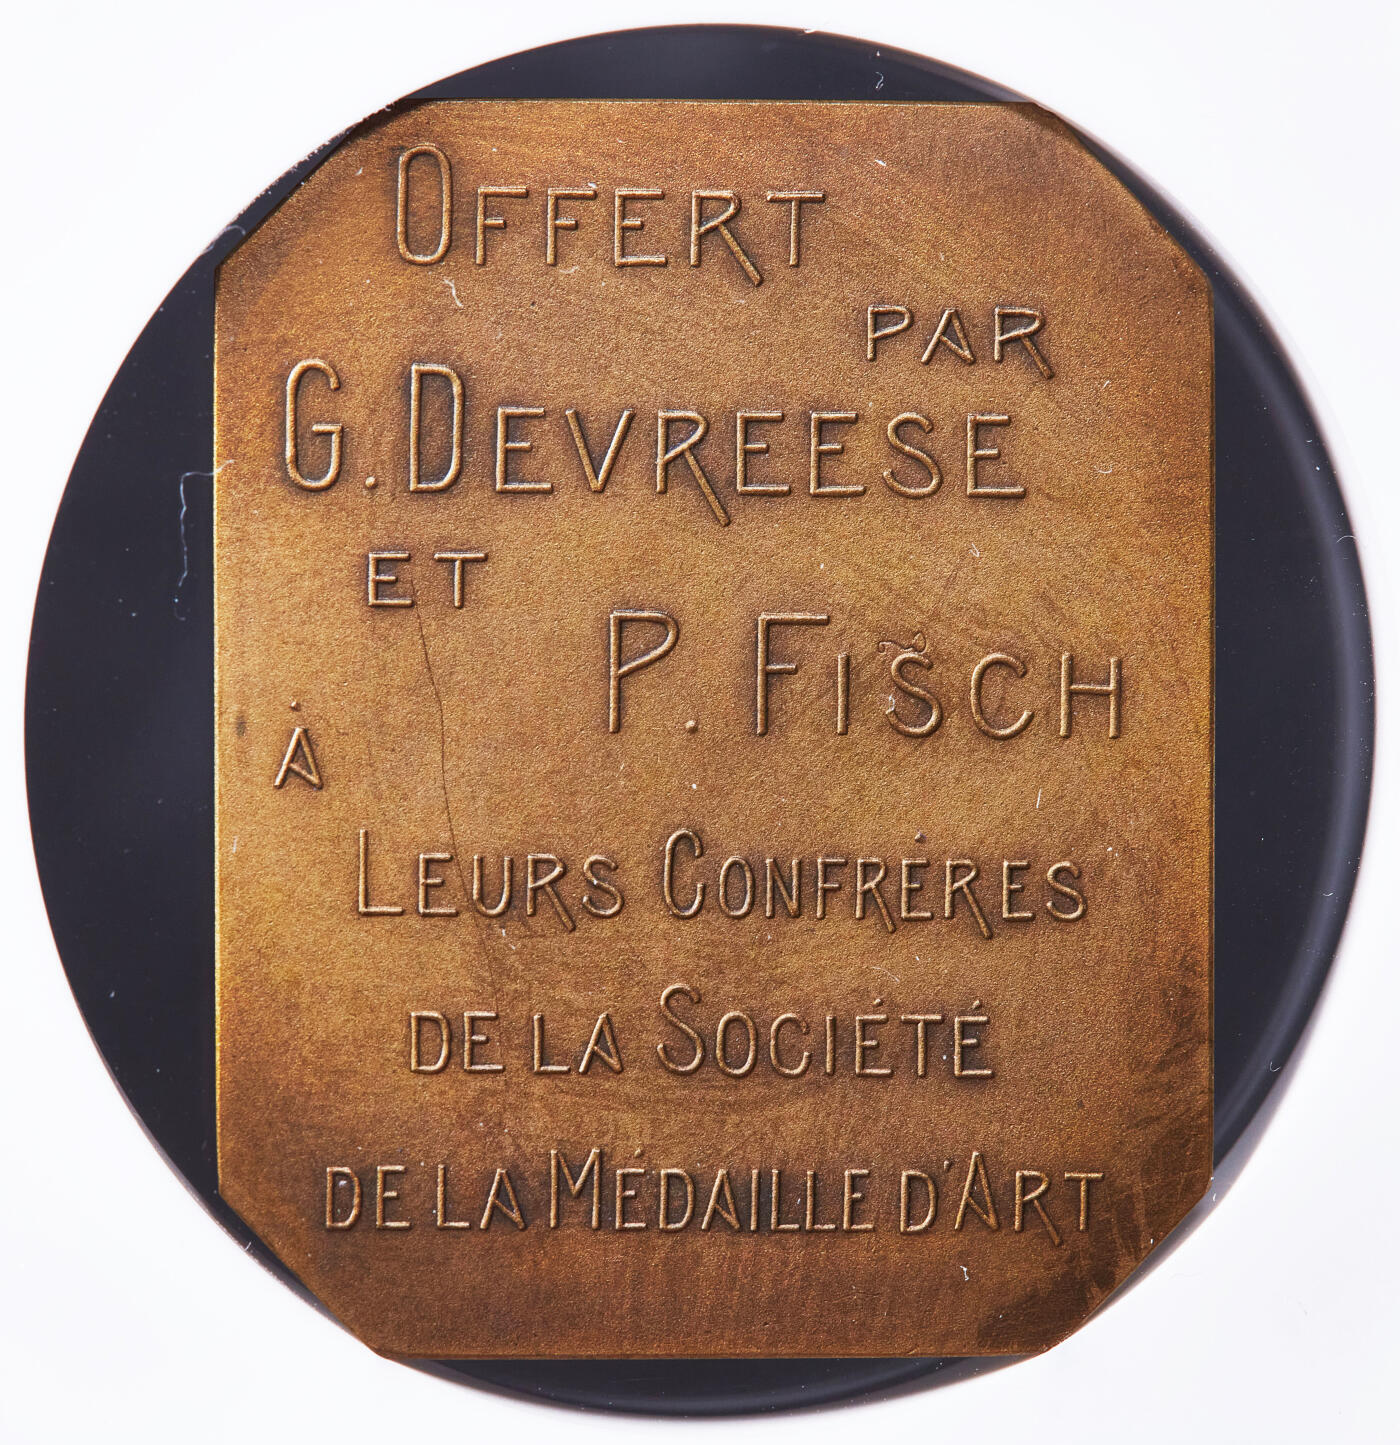 OFFERT
PAR
G. DEVREESE
ET
P. FISCH
À
LEURS CONFRÈRES
DE LA SOCIÉTÉ
DE LA MÉDAILLE D'ART